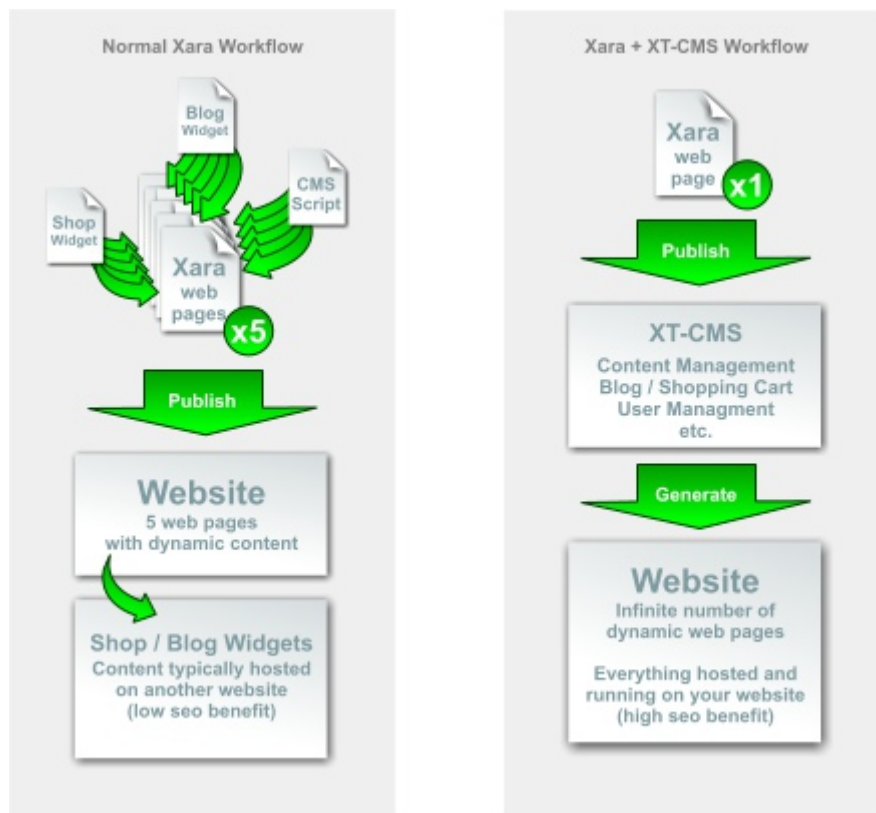 Normal Xara Workflow
Blog
Widget
CMS
Script
Shop
Widget
Xara
web
pages
x5
Publish
Website
5 web pages
with dynamic content
Shop / Blog Widgets
Content typically hosted
on another website
(low seo benefit)
Xara + XT-CMS Workflow
Xara
web
page
x1
Publish
XT-CMS
Content Management
Blog / Shopping Cart
User Managment
etc.
Generate
Website
Infinite number of
dynamic web pages
Everything hosted and
running on your website
(high seo benefit)